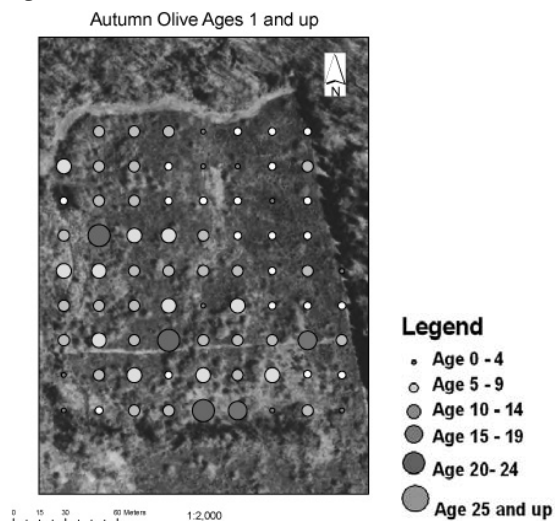 Autumn Olive Ages 1 and up
N
Legend
Age 0 - 4
Age 5 - 9
Age 10 - 14
Age 15 - 19
Age 20- 24
Age 25 and up
0 15 30 60 Meters
1:2,000